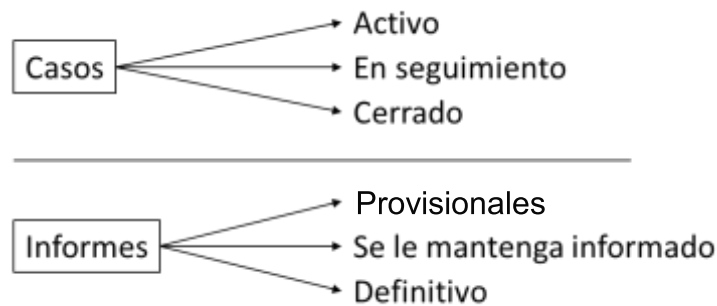 Casos
Activo
En seguimiento
Cerrado
Informes
Provisionales
Se le mantenga informado
Definitivo